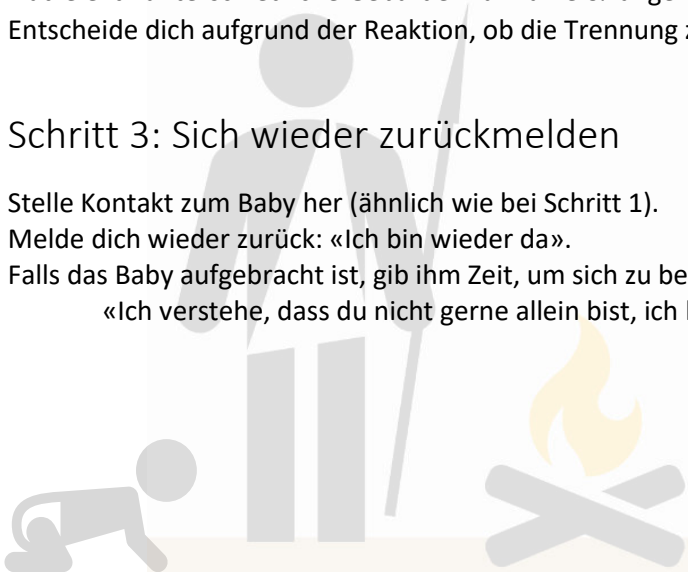 Entscheide dich aufgrund der Reaktion, ob die Trennung
Schritt 3: Sich wieder zurückmelden
Stelle Kontakt zum Baby her (ähnlich wie bei Schritt 1).
Melde dich wieder zurück: «Ich bin wieder da».
Falls das Baby aufgebracht ist, gib ihm Zeit, um sich zu
«Ich verstehe, dass du nicht gerne allein bist, ich